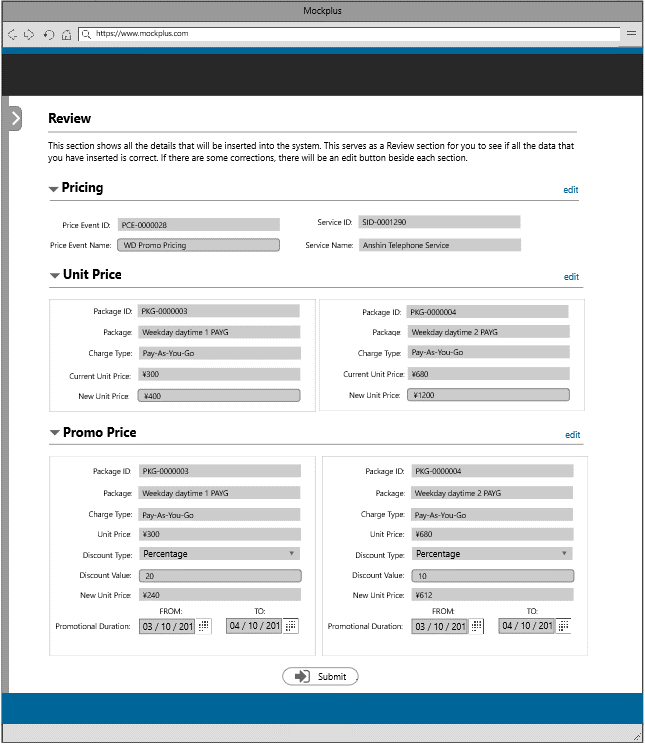 Mockplus
https://www.mockplus.com
Review
This section shows all the details that will be inserted into the system. This serves as a Review section for you to see if all the data that
you have inserted is correct. If there are some corrections, there will be an edit button beside each section.
Pricing
edit
Price Event ID: PCE-0000028
Service ID: SID-0001290
Price Event Name: WD Promo Pricing
Service Name: Anshin Telephone Service
Unit Price
edit
Package ID: PKG-0000003
Package: Weekday daytime 1 PAYG
Charge Type: Pay-As-You-Go
Current Unit Price: ¥300
New Unit Price: ¥400
Package ID: PKG-0000004
Package: Weekday daytime 2 PAYG
Charge Type: Pay-As-You-Go
Current Unit Price: ¥680
New Unit Price: ¥1200
Promo Price
edit
Package ID: PKG-0000003
Package: Weekday daytime 1 PAYG
Charge Type: Pay-As-You-Go
Unit Price: ¥300
Discount Type: Percentage
Discount Value: 20
New Unit Price: ¥240
FROM: TO:
Promotional Duration: 03 / 10 / 201 04 / 10 / 201
Package ID: PKG-0000004
Package: Weekday daytime 2 PAYG
Charge Type: Pay-As-You-Go
Unit Price: ¥680
Discount Type: Percentage
Discount Value: 10
New Unit Price: ¥612
FROM: TO:
Promotional Duration: 03 / 10 / 201 04 / 10 / 201
Submit